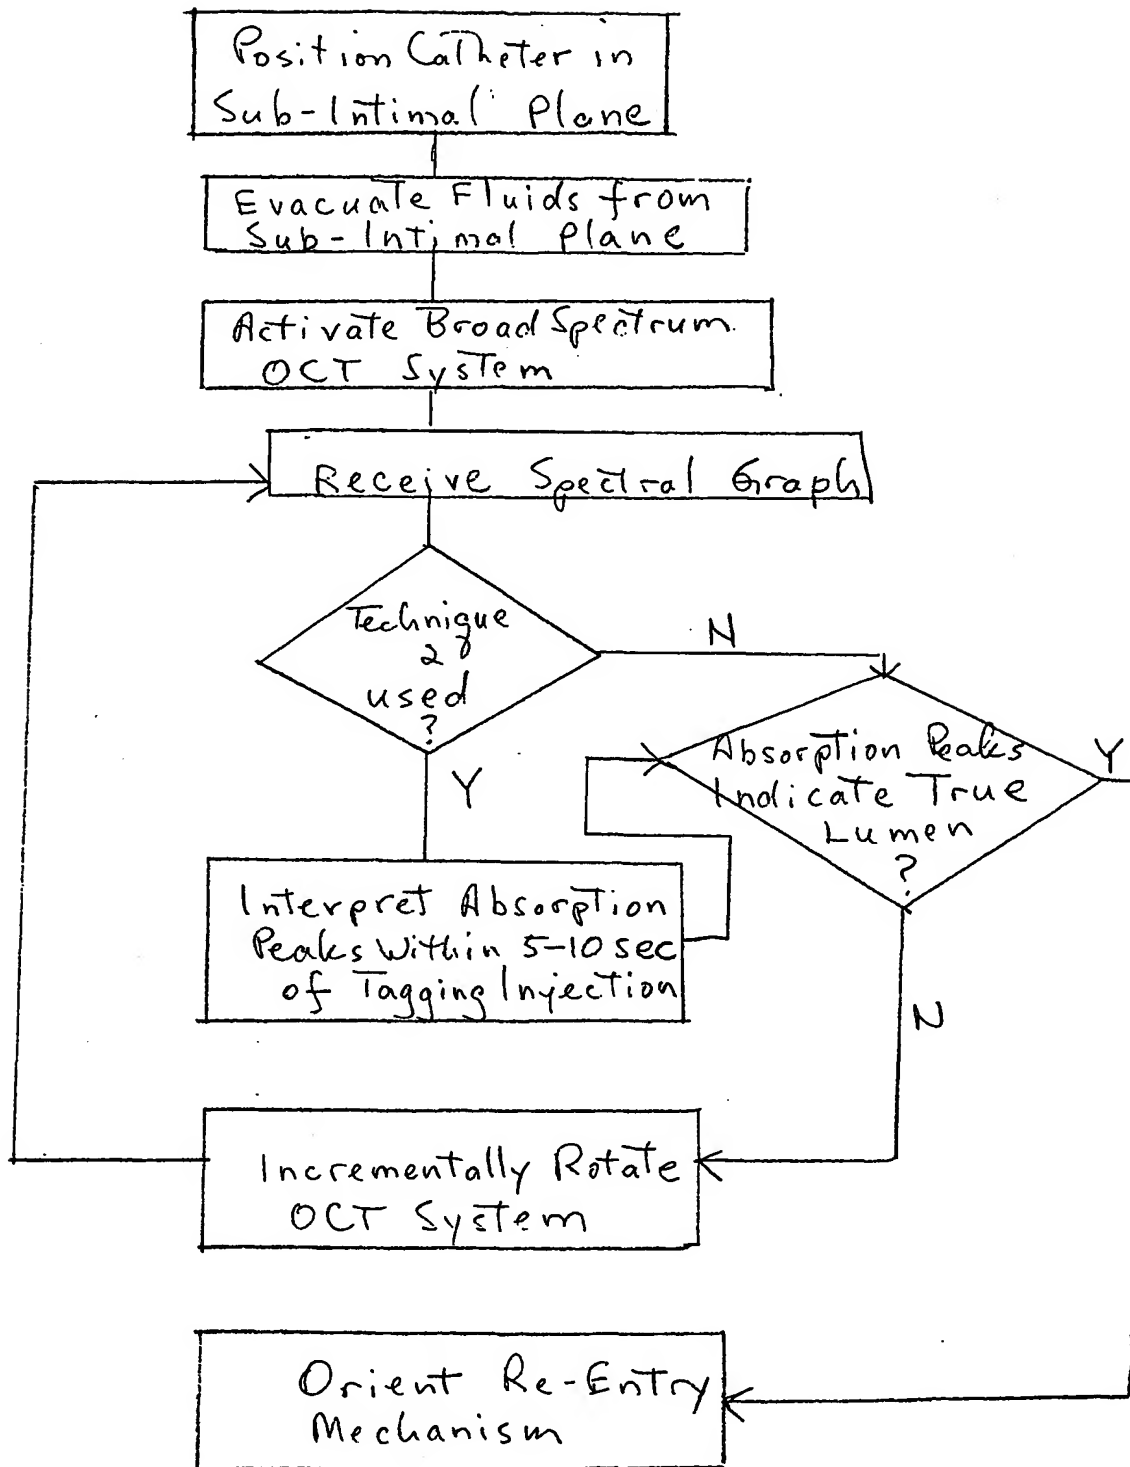 Position Catheter in
Sub-Intimal Plane
Evacuate Fluids from
Sub-Intimal Plane
Activate Broad Spectrum
OCT System
Receive Spectral Graph
Technique
2
used
?
N
Y
Absorption Peaks
Indicate True
Lumen
?
Y
N
Interpret Absorption
Peaks Within 5-10 sec
of Tagging Injection
Incrementally Rotate
OCT System
Orient Re-Entry
Mechanism